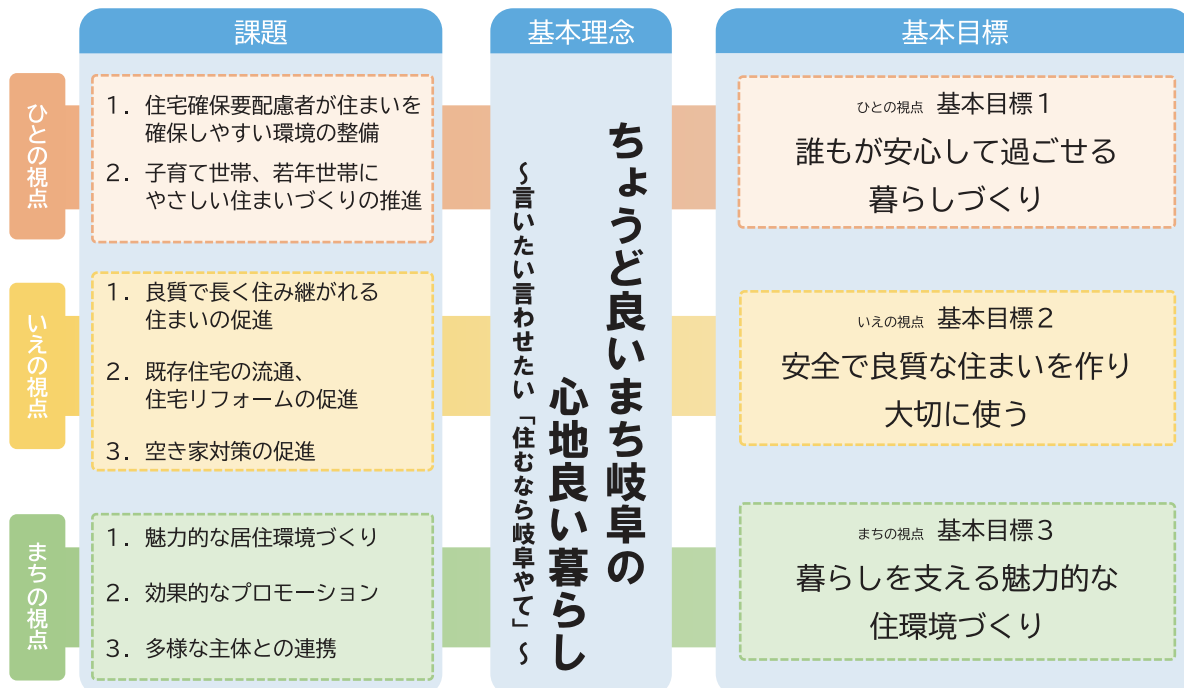 課題
基本理念
基本目標
ひとの視点
1. 住宅確保要配慮者が住まいを
確保しやすい環境の整備
2. 子育て世帯、若年世帯に
やさしい住まいづくりの推進
いえの視点
1. 良質で長く住み継がれる
住まいの促進
2. 既存住宅の流通、
住宅リフォームの促進
3. 空き家対策の促進
まちの視点
1. 魅力的な居住環境づくり
2. 効果的なプロモーション
3. 多様な主体との連携
ちょうど良いまち岐阜の
心地良い暮らし
~言いたい言わせたい「住むなら岐阜やて」~
ひとの視点 基本目標1
誰もが安心して過ごせる
暮らしづくり
いえの視点 基本目標2
安全で良質な住まいを作り
大切に使う
まちの視点 基本目標3
暮らしを支える魅力的な
住環境づくり